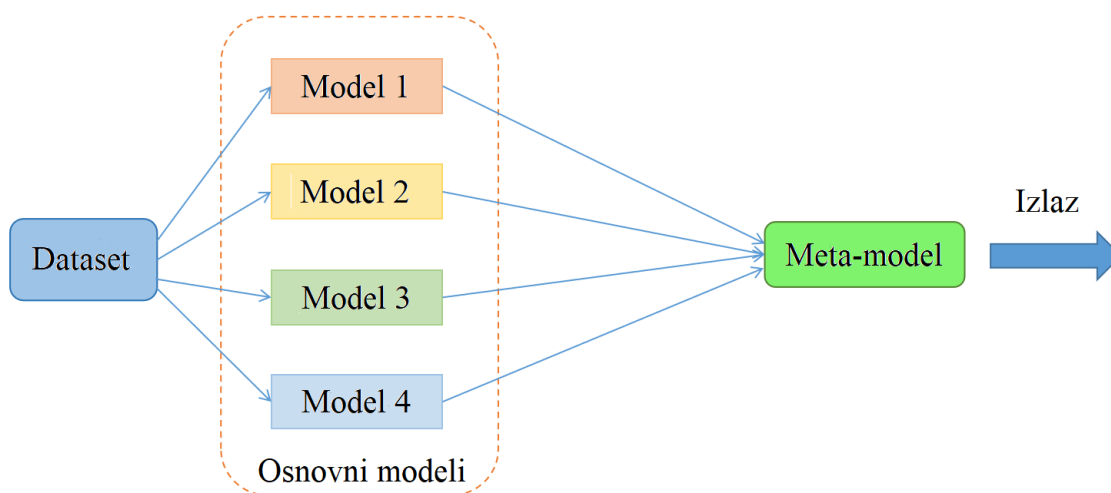 Dataset
Model 1
Model 2
Model 3
Model 4
Osnovni modeli
Meta-model
Izlaz